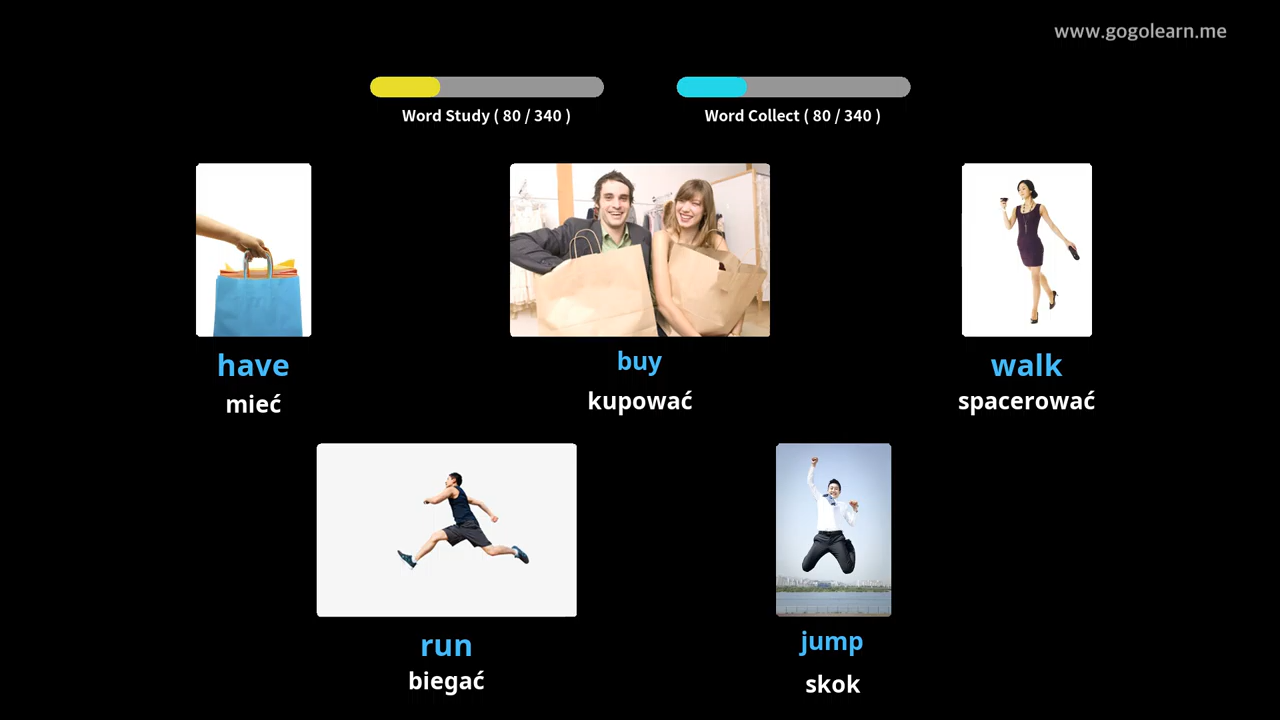 www.gogolearn.me
Word Study ( 80 / 340 )
Word Collect ( 80 / 340 )
have
mieć
buy
kupować
walk
spacerować
run
biegać
jump
skok